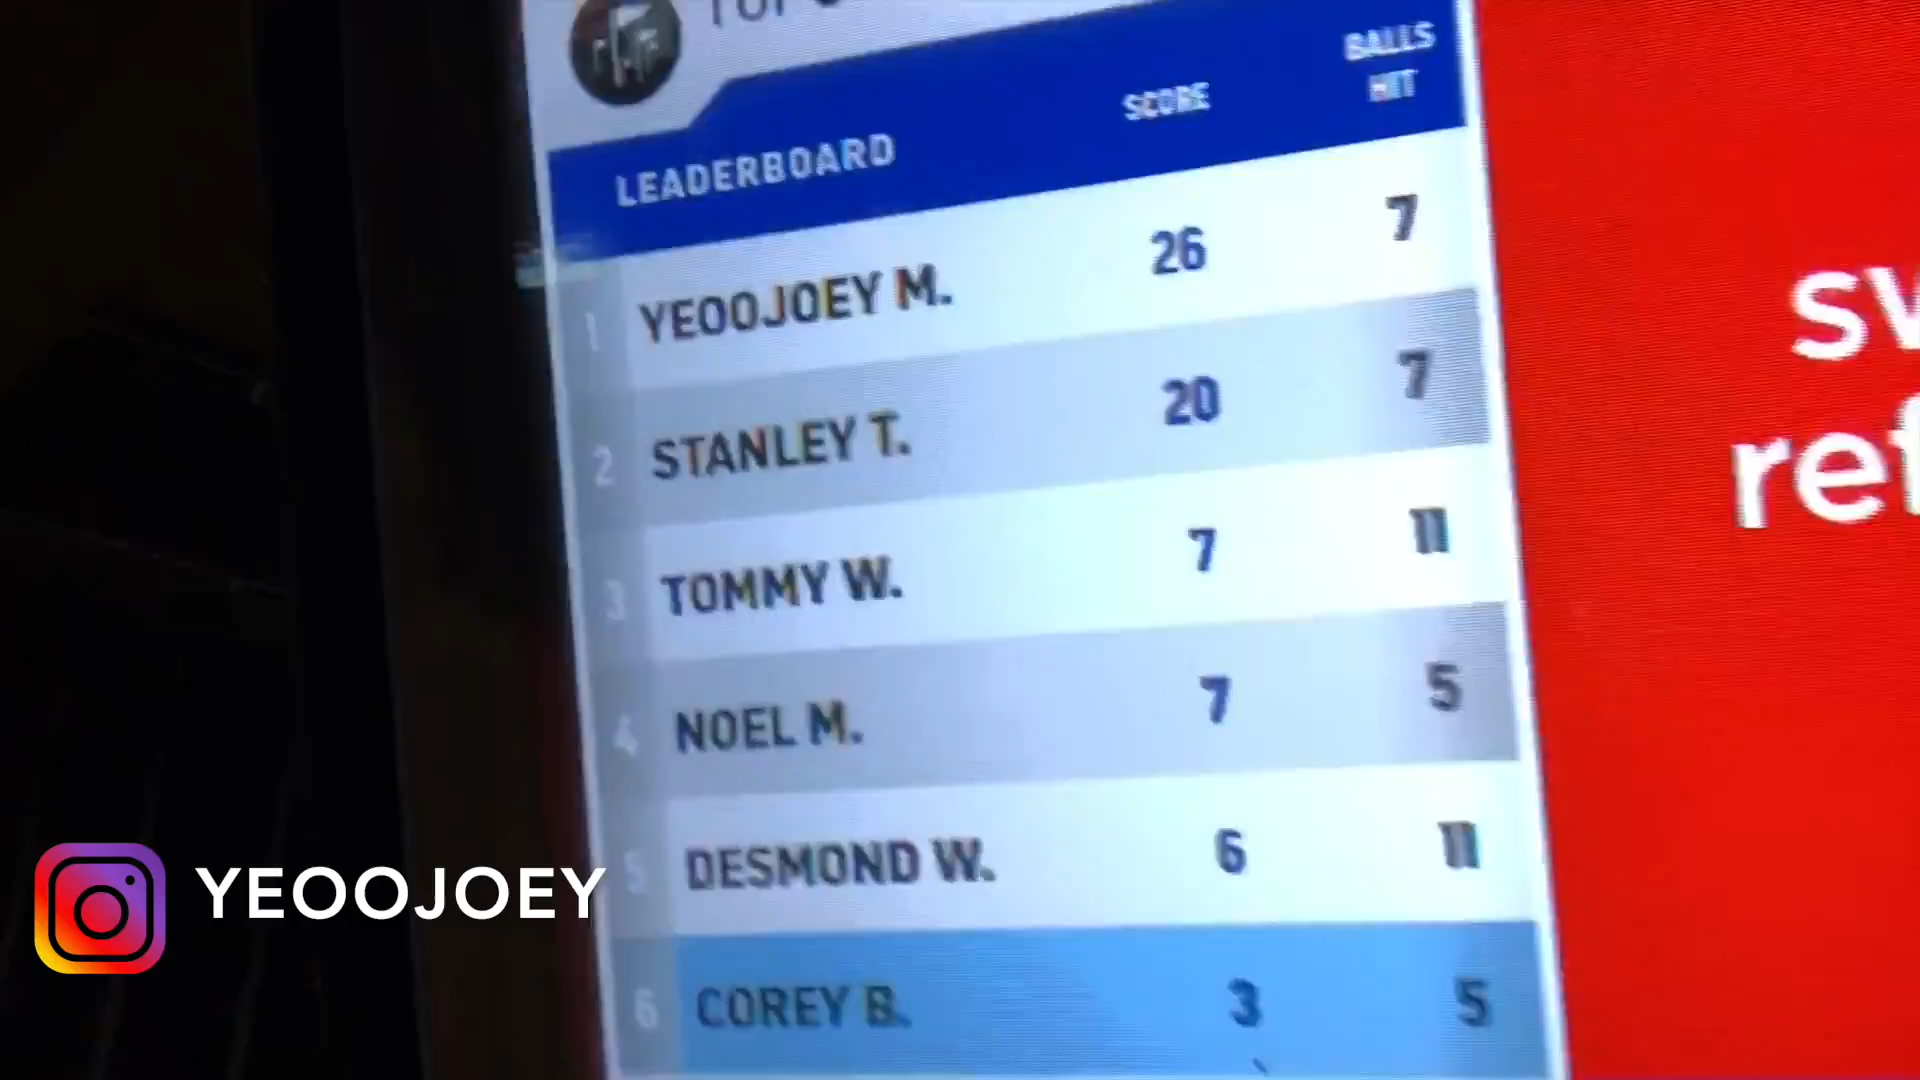 BALLS
SCORE HIT
LEADERBOARD
1 YEOOJOEY M. 26 7
2 STANLEY T. 20 7
3 TOMMY W. 7 11
4 NOEL M. 7 5
5 DESMOND W. 6 11
6 COREY B. 3 5
YEOOJOEY